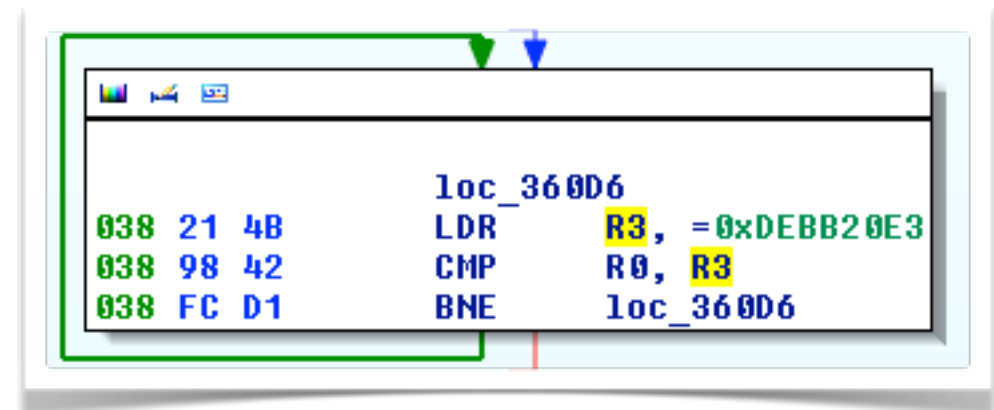 loc_360D6
038 21 4B LDR R3, =0xDEBB20E3
038 98 42 CMP R0, R3
038 FC D1 BNE loc_360D6